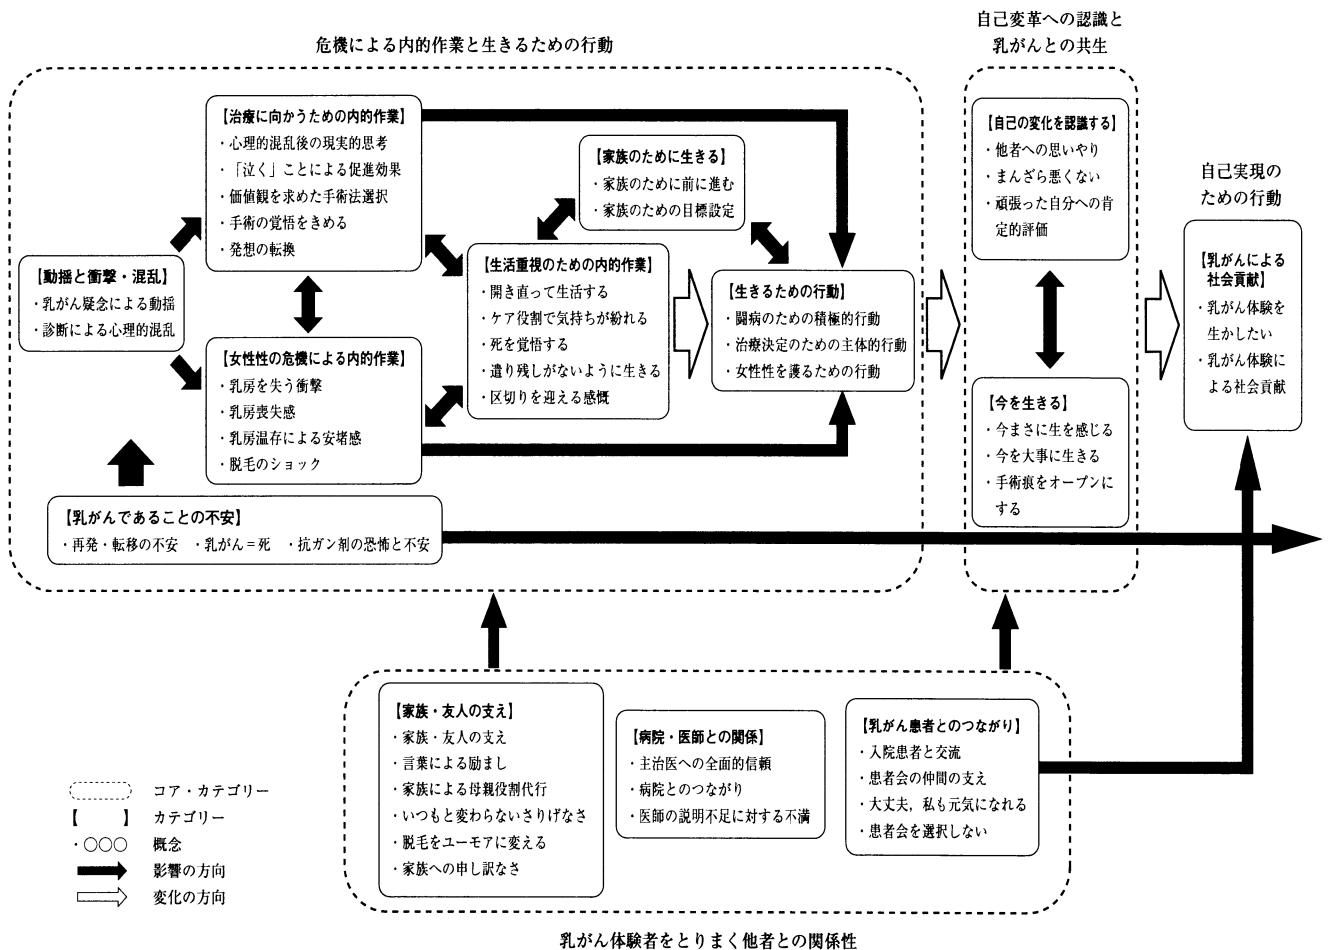 危機による内的作業と生きるための行動
自己変革への認識と
乳がんとの共生
自己実現の
ための行動
【動揺と衝撃・混乱】
・乳がん疑念による動揺
・診断による心理的混乱
【治療に向かうための内的作業】
・心理的混乱後の現実的思考
・「泣く」ことによる促進効果
・価値観を求めた手術法選択
・手術の覚悟をきめる
・発想の転換
【女性性の危機による内的作業】
・乳房を失う衝撃
・乳房喪失感
・乳房温存による安堵感
・脱毛のショック
【家族のために生きる】
・家族のために前に進む
・家族のための目標設定
【生活重視のための内的作業】
・開き直って生活する
・ケア役割で気持ちが紛れる
・死を覚悟する
・遣り残しがないように生きる
・区切りを迎える感慨
【生きるための行動】
・闘病のための積極的行動
・治療決定のための主体的行動
・女性性を護るための行動
【乳がんであることの不安】
・再発・転移の不安　・乳がん＝死　・抗ガン剤の恐怖と不安
【自己の変化を認識する】
・他者への思いやり
・まんざら悪くない
・頑張った自分への肯
定的評価
【今を生きる】
・今まさに生を感じる
・今を大事に生きる
・手術痕をオープンに
する
【乳がんによる
社会貢献】
・乳がん体験を
生かしたい
・乳がん体験に
よる社会貢献
【家族・友人の支え】
・家族・友人の支え
・言葉による励まし
・家族による母親役割代行
・いつもと変わらないさりげなさ
・脱毛をユーモアに変える
・家族への申し訳なさ
【病院・医師との関係】
・主治医への全面的信頼
・病院とのつながり
・医師の説明不足に対する不満
【乳がん患者とのつながり】
・入院患者と交流
・患者会の仲間の支え
・大丈夫，私も元気になれる
・患者会を選択しない
乳がん体験者をとりまく他者との関係性
コア・カテゴリー
【　】カテゴリー
・○○○　概念
影響の方向
変化の方向